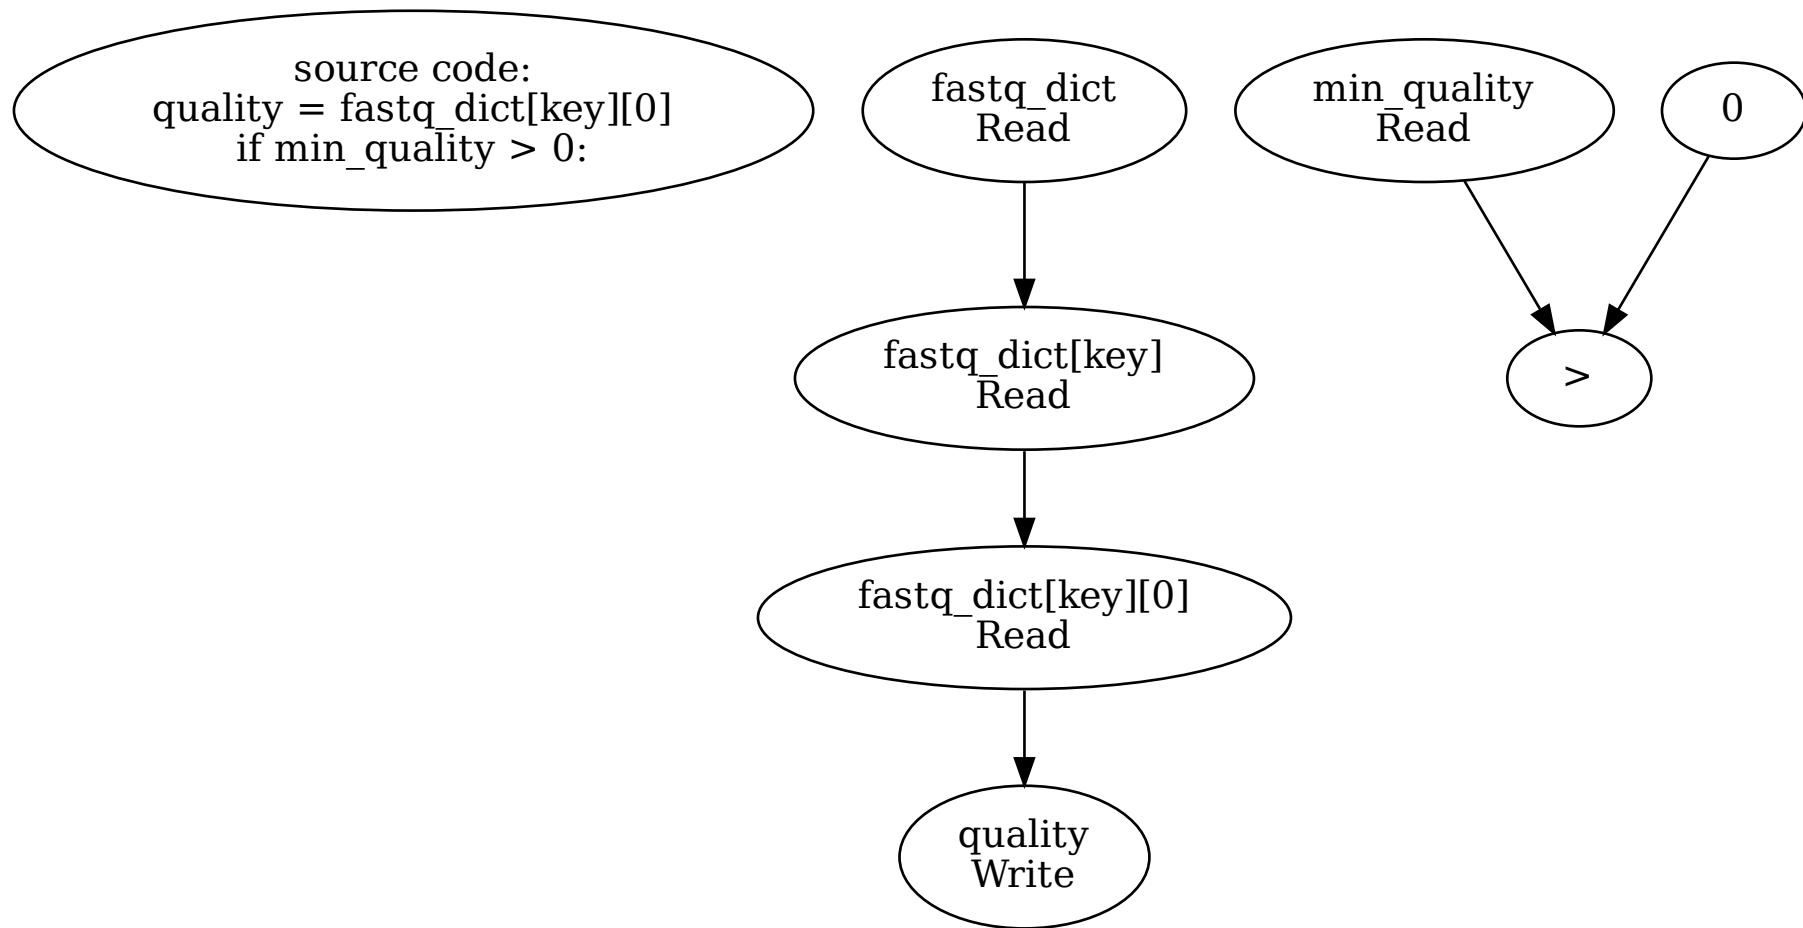 source code:
quality = fastq_dict[key][0]
if min_quality > 0:
fastq_dict
Read
min_quality
Read
0
fastq_dict[key]
Read
>
fastq_dict[key][0]
Read
quality
Write